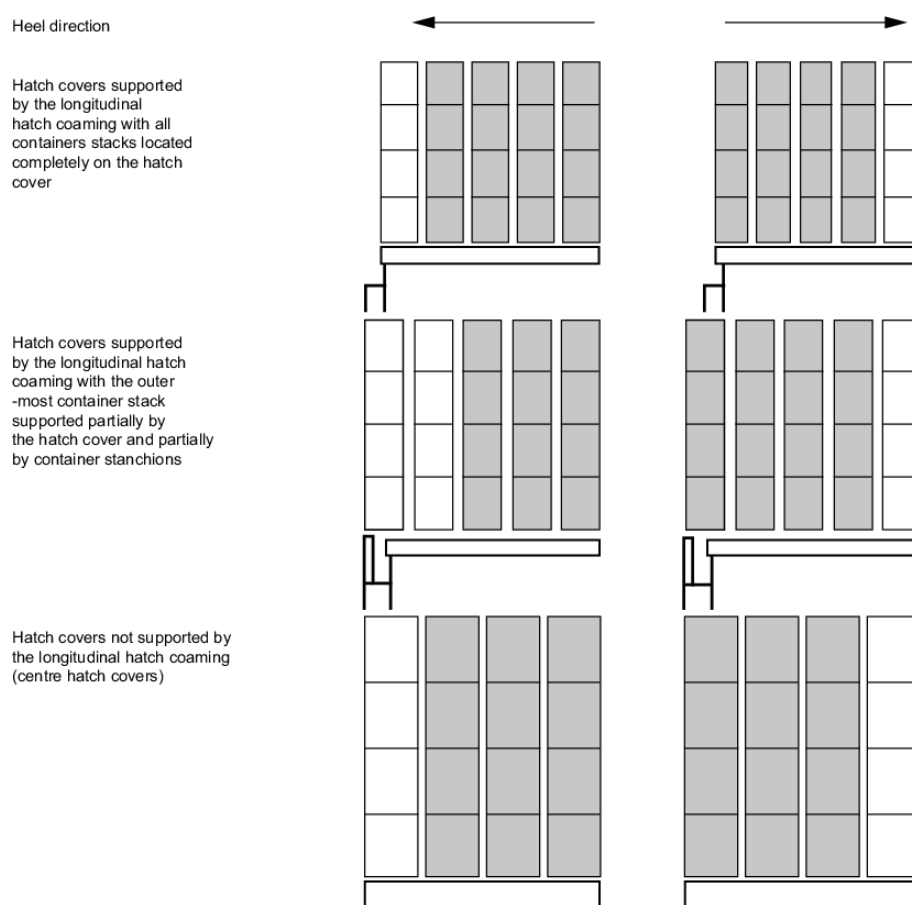 Heel direction
Hatch covers supported
by the longitudinal
hatch coaming with all
containers stacks located
completely on the hatch
cover
Hatch covers supported
by the longitudinal hatch
coaming with the outer
-most container stack
supported partially by
the hatch cover and partially
by container stanchions
Hatch covers not supported by
the longitudinal hatch coaming
(centre hatch covers)